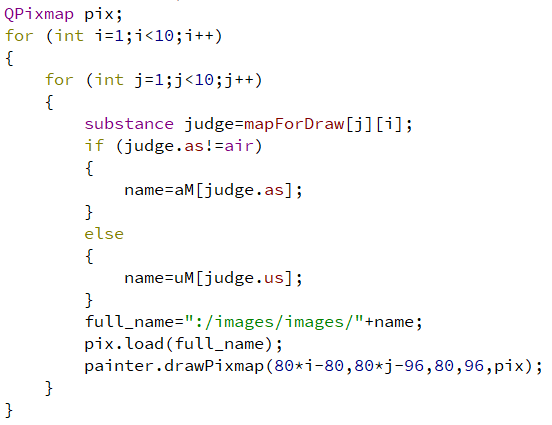 QPixmap pix;
for (int i=1;i<10;i++)
{
    for (int j=1;j<10;j++)
    {
        substance judge=mapForDraw[j][i];
        if (judge.as!=air)
        {
            name=aM[judge.as];
        }
        else
        {
            name=uM[judge.us];
        }
        full_name=":/images/images/"+name;
        pix.load(full_name);
        painter.drawPixmap(80*i-80,80*j-96,80,96,pix);
    }
}